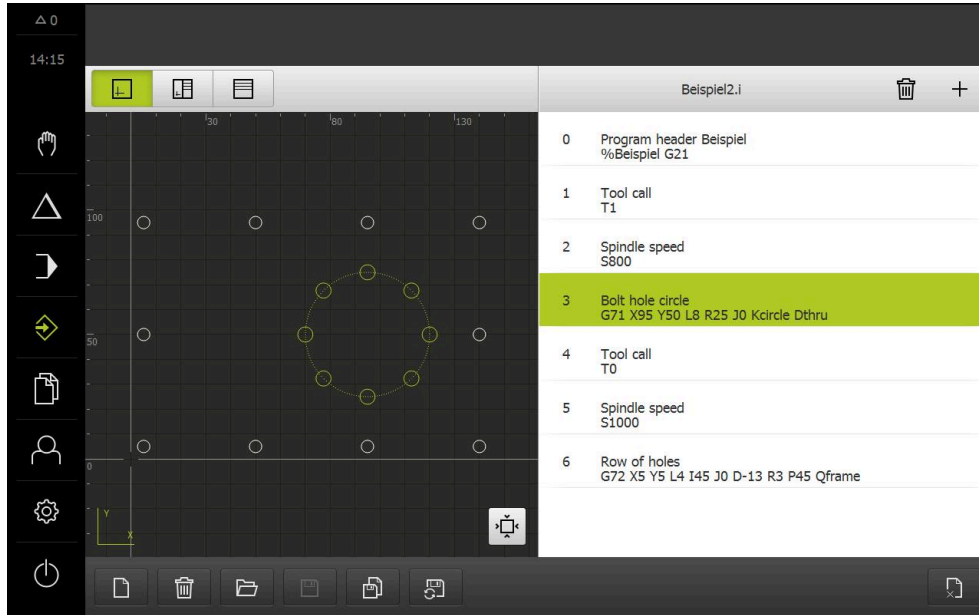 0
14:15
Beispiel2.i
30
80
130
100
50
0
Y
X
0 Program header Beispiel
%Beispiel G21
1 Tool call
T1
2 Spindle speed
S800
3 Bolt hole circle
G71 X95 Y50 L8 R25 J0 Kcircle Dthru
4 Tool call
T0
5 Spindle speed
S1000
6 Row of holes
G72 X5 Y5 L4 I45 J0 D-13 R3 P45 Qframe